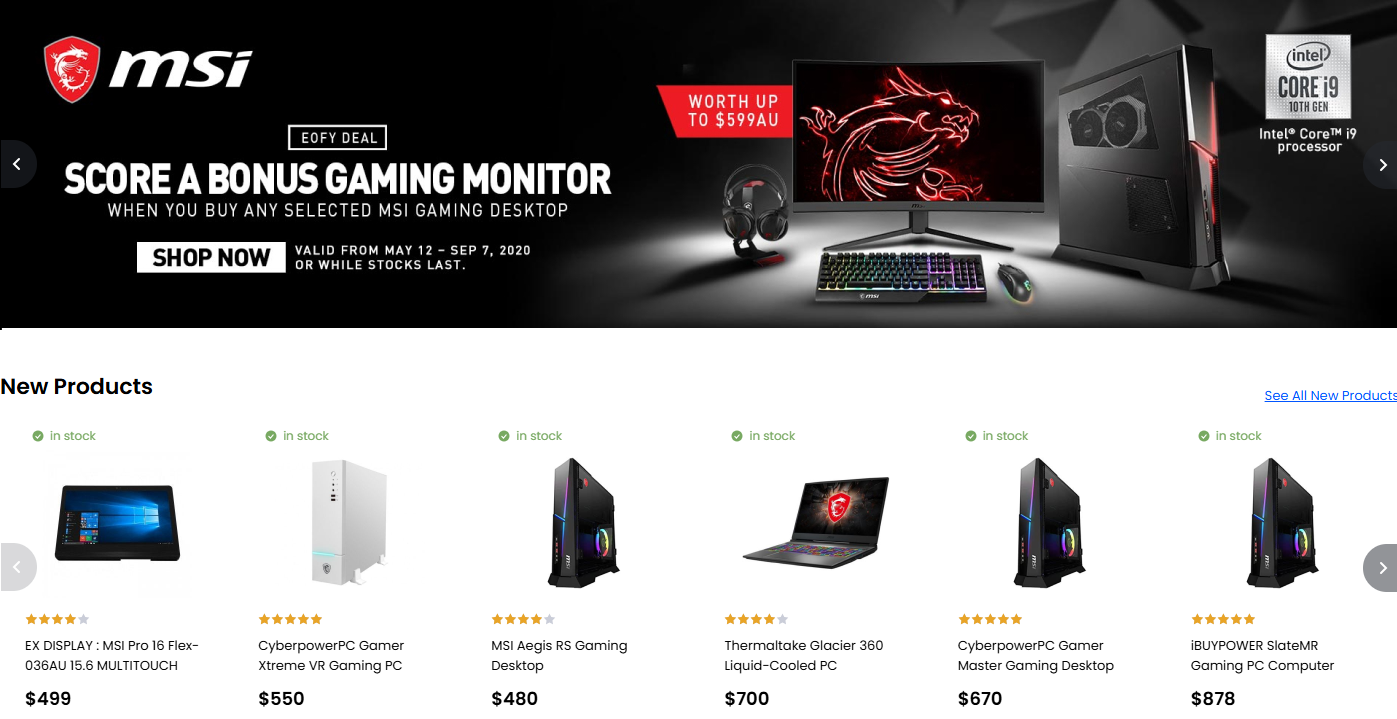 msi
EOFY DEAL
SCORE A BONUS GAMING MONITOR
WHEN YOU BUY ANY SELECTED MSI GAMING DESKTOP
SHOP NOW
VALID FROM MAY 12 – SEP 7, 2020
OR WHILE STOCKS LAST.
WORTH UP
TO $599AU
msi
msi
intel
CORE i9
10TH GEN
Intel® Core™ i9
processor
New Products
See All New Products
in stock
in stock
in stock
in stock
in stock
in stock
msi
msi
msi
EX DISPLAY : MSI Pro 16 Flex-
036AU 15.6 MULTITOUCH
$499
CyberpowerPC Gamer
Xtreme VR Gaming PC
$550
MSI Aegis RS Gaming
Desktop
$480
Thermaltake Glacier 360
Liquid-Cooled PC
$700
CyberpowerPC Gamer
Master Gaming Desktop
$670
iBUYPOWER SlateMR
Gaming PC Computer
$878